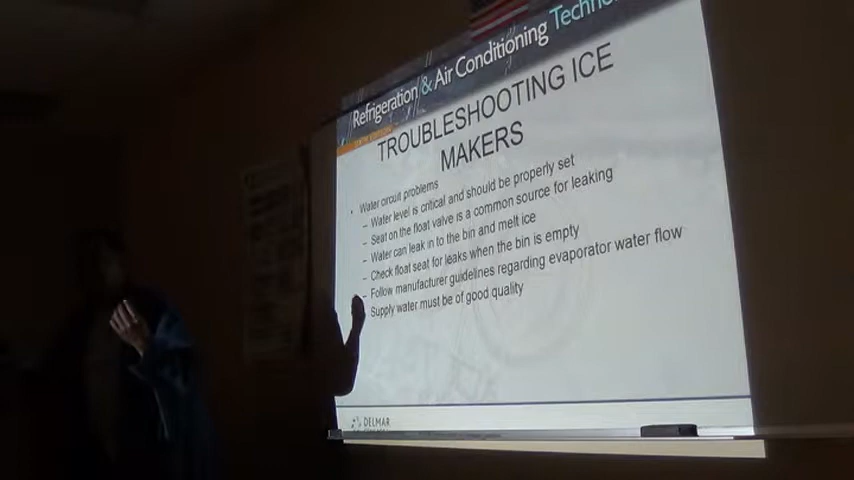 Refrigeration & Air Conditioning
TROUBLESHOOTING ICE
MAKERS
• Water circuit problems
– Water level is critical and should be properly set
– Seat on the float valve is a common source for leaking
– Water can leak in to the bin and melt ice
– Check float seat for leaks when the bin is empty
– Follow manufacturer guidelines regarding evaporator water flow
Supply water must be of good quality
DELMAR